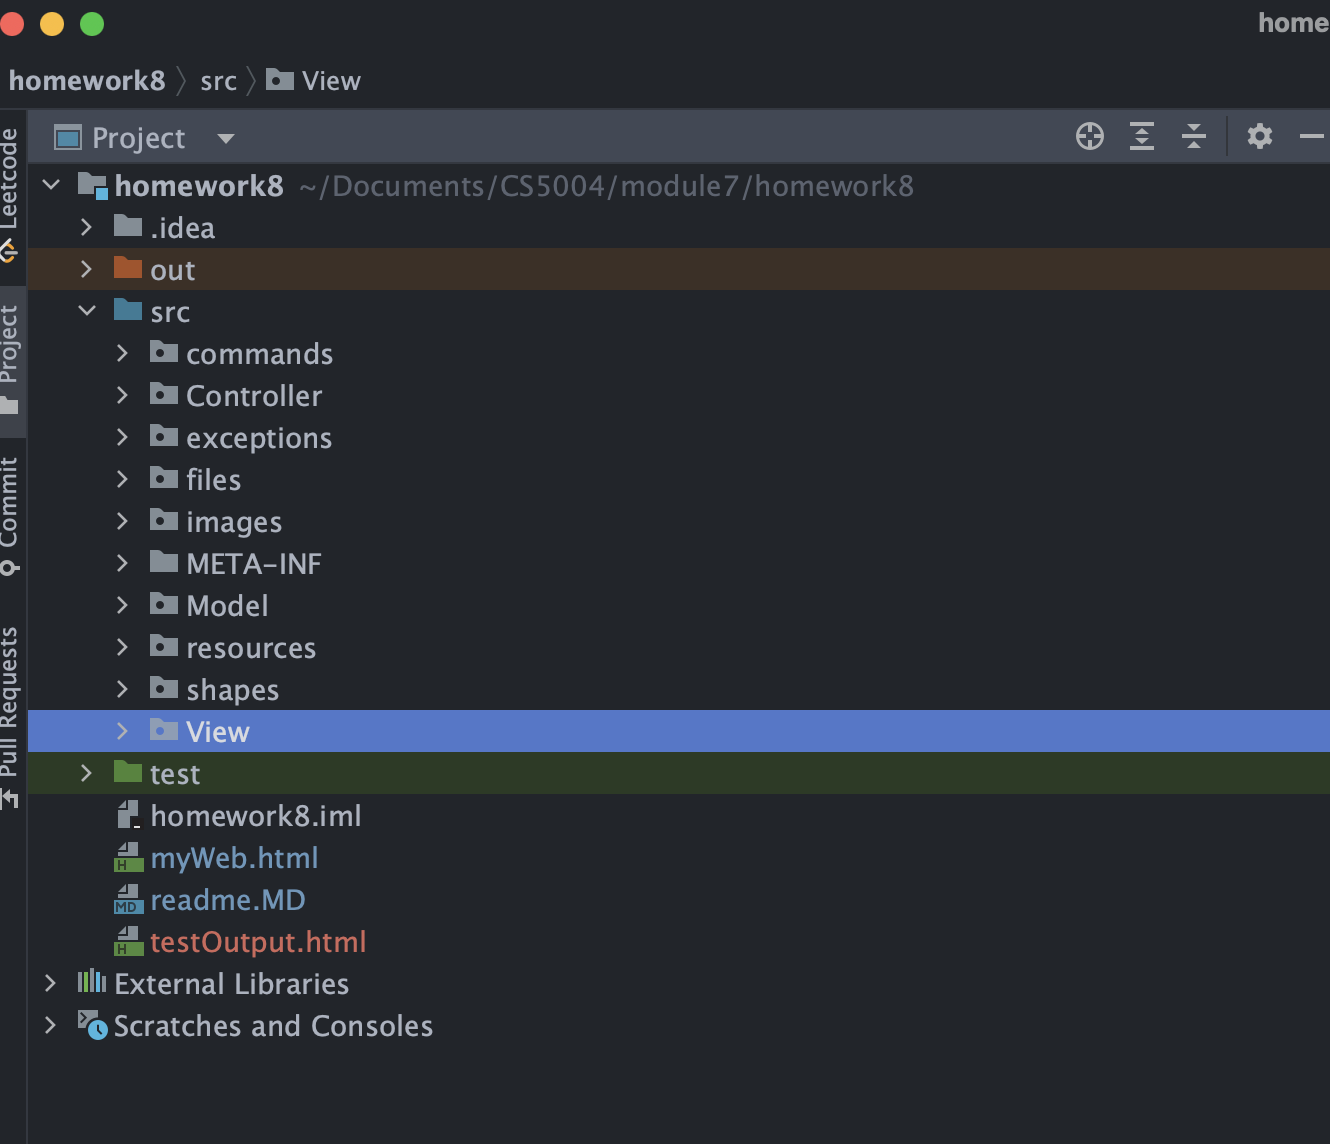 home
homework8 src View
Project
homework8 ~/Documents/CS5004/module7/homework8
.idea
out
src
commands
Controller
exceptions
files
images
META-INF
Model
resources
shapes
View
test
homework8.iml
H myWeb.html
MD readme.MD
H testOutput.html
External Libraries
Scratches and Consoles
Leetcode
Project
Commit
Pull Requests